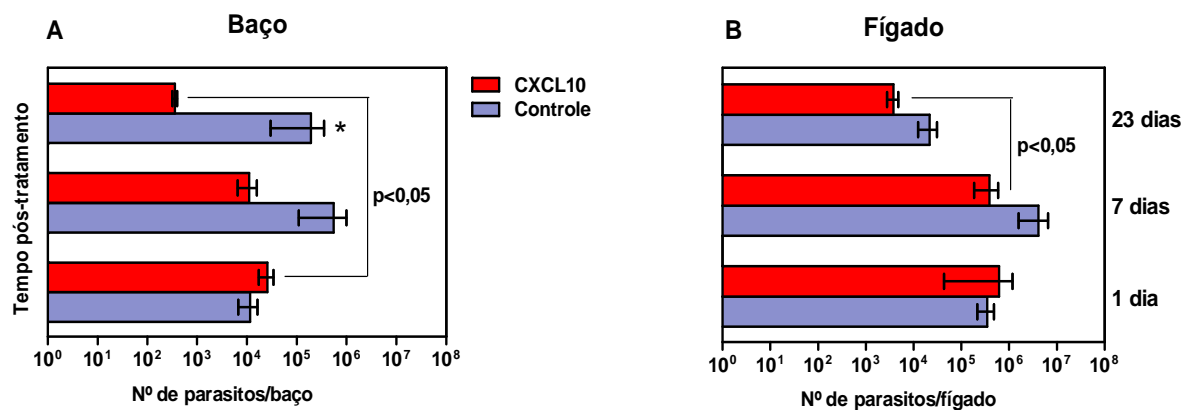 A
Baço
Tempo pós-tratamento
*
p<0,05
10⁰ 10¹ 10² 10³ 10⁴ 10⁵ 10⁶ 10⁷ 10⁸
Nº de parasitos/baço
CXCL10
Controle
B
Fígado
p<0,05
23 dias
7 dias
1 dia
10⁰ 10¹ 10² 10³ 10⁴ 10⁵ 10⁶ 10⁷ 10⁸
Nº de parasitos/fígado